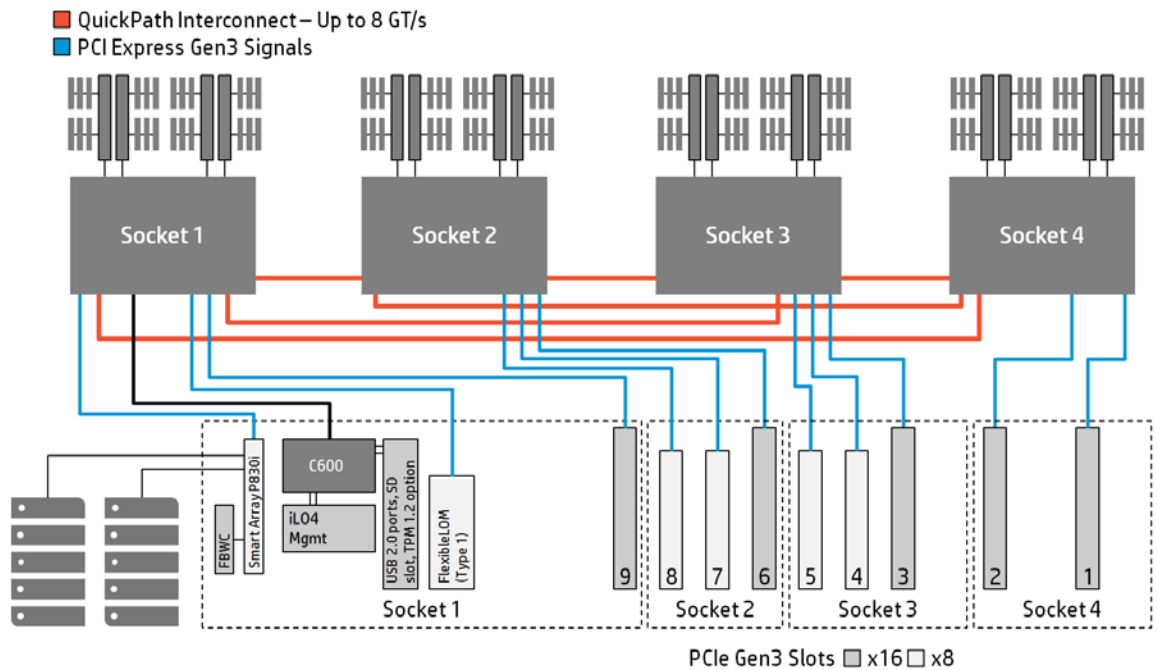 QuickPath Interconnect – Up to 8 GT/s
PCI Express Gen3 Signals
Socket 1
Socket 2
Socket 3
Socket 4
Smart Array P830i
FBWC
C600
iLO4
Mgmt
USB 2.0 ports, SD
slot, TPM 1.2 option
FlexibleLOM
(Type 1)
9
8
7
6
5
4
3
2
1
Socket 1
Socket 2
Socket 3
Socket 4
PCIe Gen3 Slots x16 x8